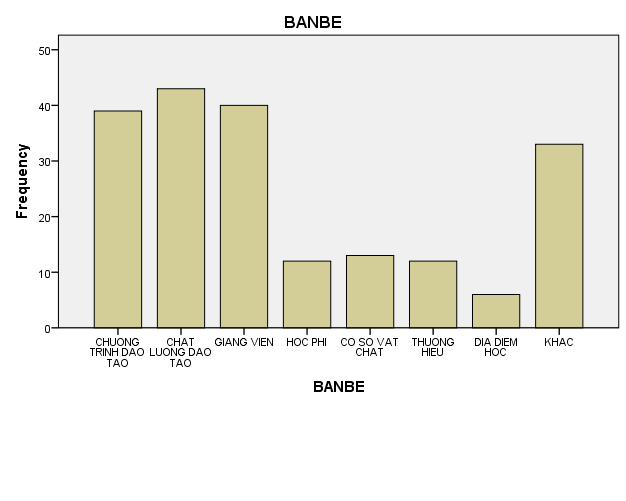 BANBE
Frequency
50
40
30
20
10
0
CHUONG
TRINH DAO
TAO
CHAT
LUONG DAO
TAO
GIANG VIEN
HOC PHI
CO SO VAT
CHAT
THUONG
HIEU
DIA DIEM
HOC
KHAC
BANBE